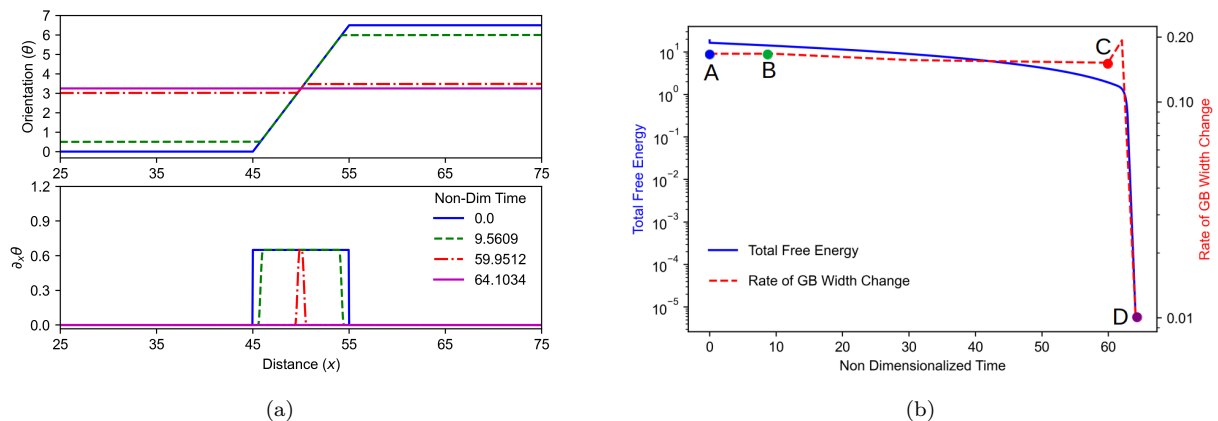 7
6
5
4
3
2
1
0
Orientation (θ)
25 35 45 55 65 75
1.2
0.9
0.6
0.3
0.0
∂ₓθ
Non-Dim Time
0.0
9.5609
59.9512
64.1034
25 35 45 55 65 75
Distance (x)
(a)
10¹
10⁰
10⁻¹
10⁻²
10⁻³
10⁻⁴
10⁻⁵
Total Free Energy
A
B
C
D
Total Free Energy
Rate of GB Width Change
0.20
0.10
0.01
Rate of GB Width Change
0 10 20 30 40 50 60
Non Dimensionalized Time
(b)